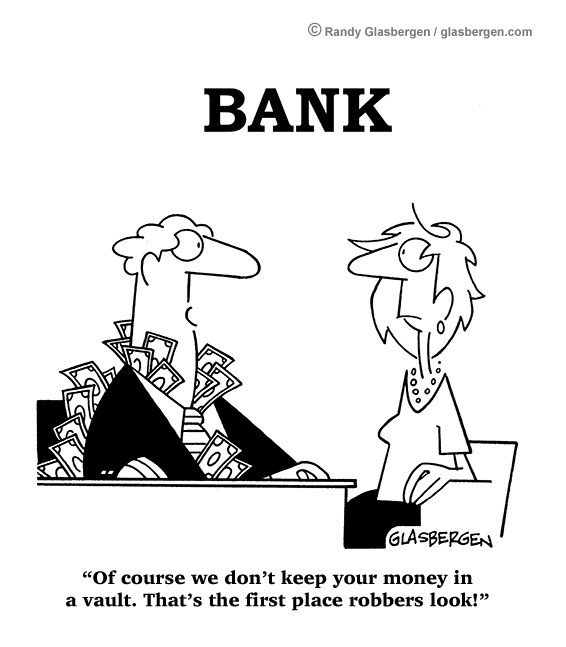 © Randy Glasbergen / glasbergen.com
BANK
GLASBERGEN
“Of course we don’t keep your money in
a vault. That’s the first place robbers look!”